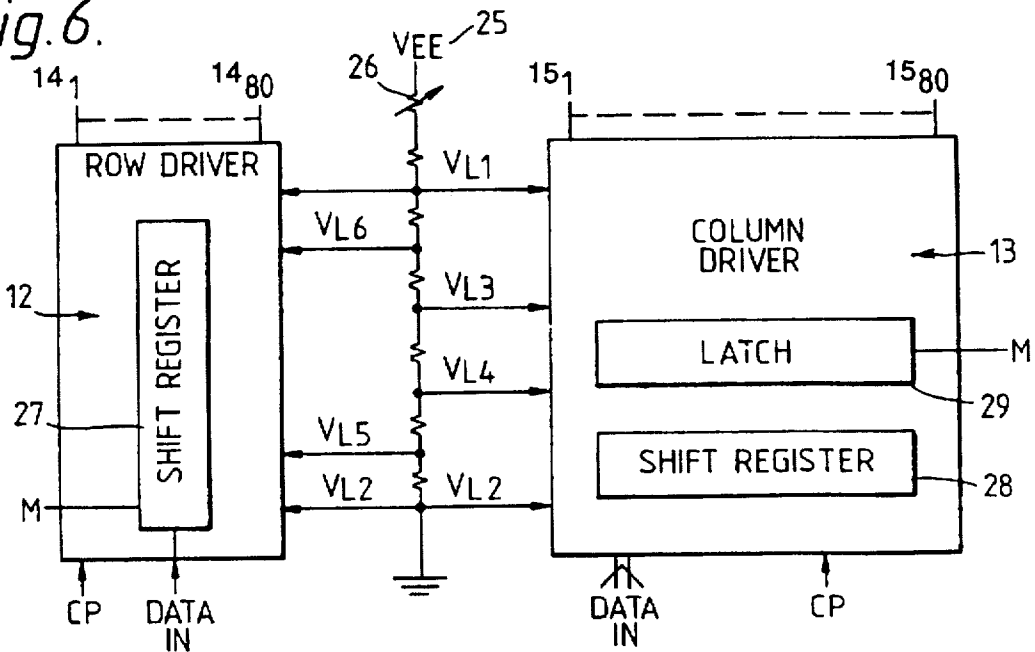 ig.6.
VEE 25
26
14 1
14 80
15 1
15 80
ROW DRIVER
VL1
VL6
COLUMN
DRIVER
13
12
SHIFT REGISTER
VL3
LATCH
M
VL4
29
27
VL5
SHIFT REGISTER
28
M
VL2
VL2
CP
DATA
IN
DATA
IN
CP